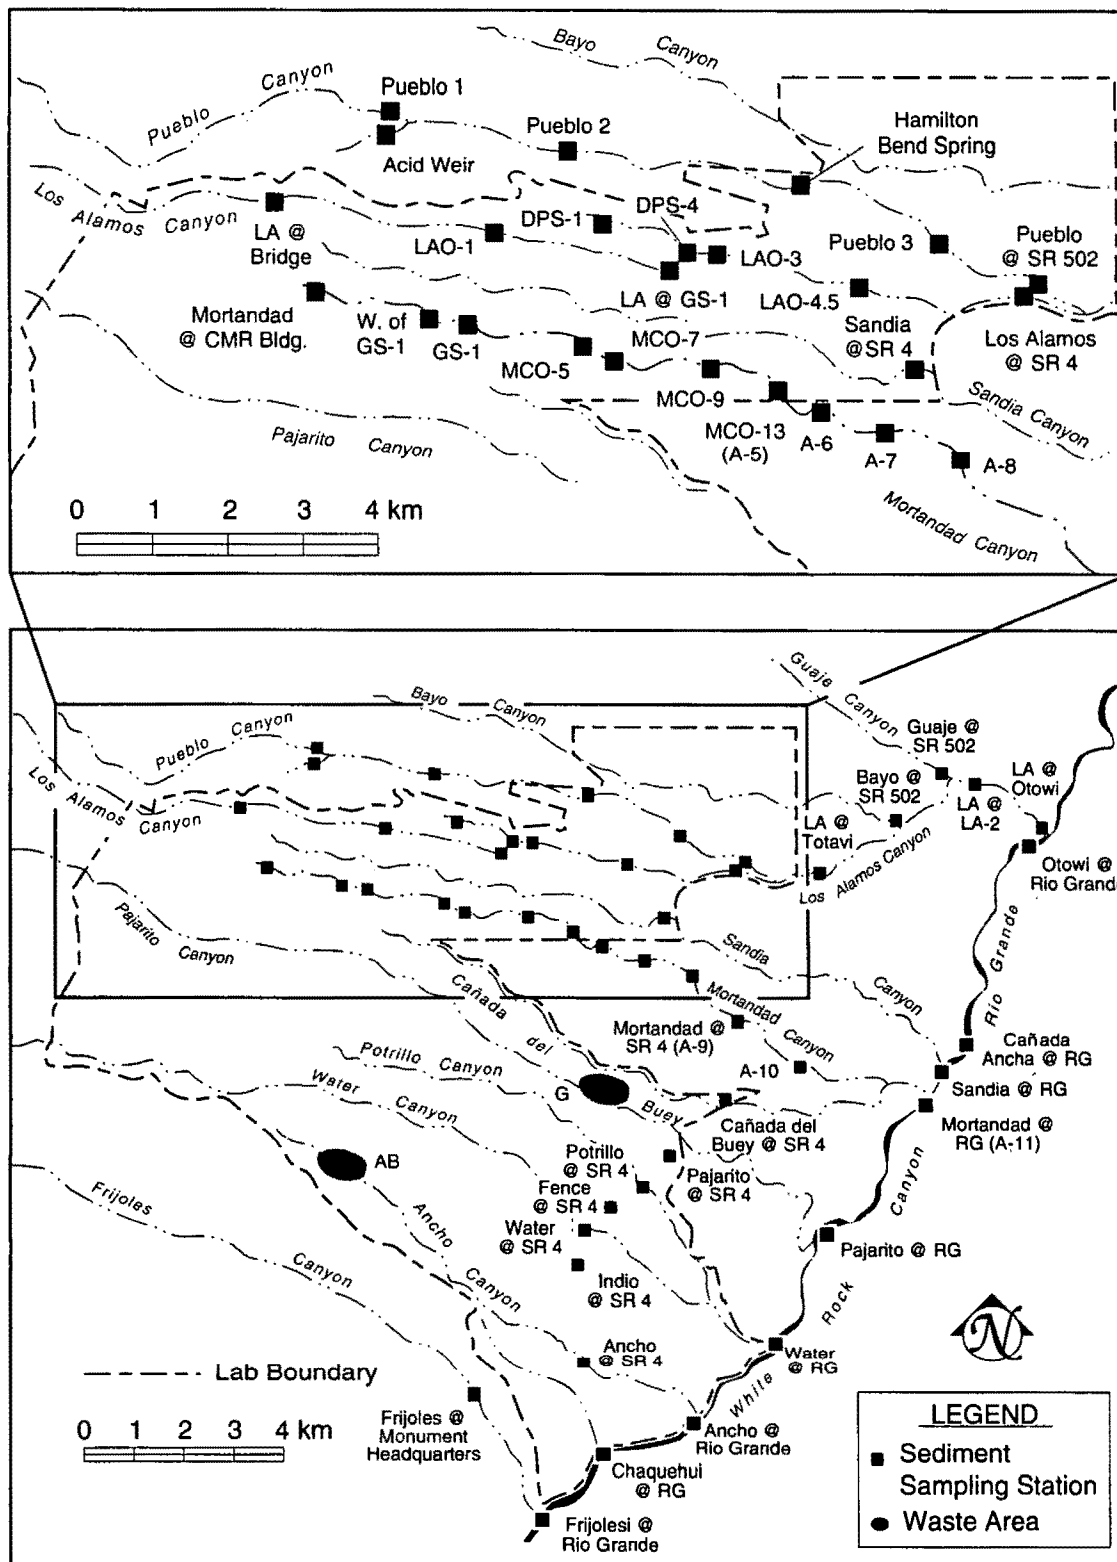 Bayo Canyon
Pueblo Canyon
Pueblo 1
Acid Weir
Pueblo 2
Hamilton
Bend Spring
Los Alamos Canyon
LA @
Bridge
LAO-1
DPS-1
DPS-4
LAO-3
LA @ GS-1
Pueblo 3
LAO-4.5
Pueblo
@ SR 502
Los Alamos
@ SR 4
Sandia
@SR 4
Mortandad
@ CMR Bldg.
W. of
GS-1
GS-1
MCO-5
MCO-7
MCO-9
MCO-13
(A-5)
A-6
A-7
A-8
Sandia Canyon
Mortandad Canyon
Pajarito Canyon
0 1 2 3 4 km
Guaje Canyon
Bayo Canyon
Pueblo Canyon
Los Alamos Canyon
Guaje @
SR 502
Bayo @
SR 502
LA @
Otowi
LA @
LA-2
LA @
Totavi
Los Alamos Canyon
Otowi @
Rio Grande
Rio Grande
Pajarito Canyon
Sandia Canyon
Cañada del Buey
Mortandad Canyon
Mortandad @
SR 4 (A-9)
A-10
Cañada
Ancha @ RG
Sandia @ RG
Mortandad @
RG (A-11)
Potrillo Canyon
Water Canyon
G
Cañada del
Buey @ SR 4
AB
Potrillo
@ SR 4
Pajarito
@ SR 4
Fence
@ SR 4
Water
@ SR 4
Indio
@ SR 4
Pajarito @ RG
Frijoles Canyon
Ancho Canyon
Ancho
@ SR 4
White Rock Canyon
Water
@ RG
Lab Boundary
0 1 2 3 4 km
Frijoles @
Monument
Headquarters
Ancho @
Rio Grande
Chaquehui
@ RG
Frijolesi @
Rio Grande
N
LEGEND
Sediment
Sampling Station
Waste Area